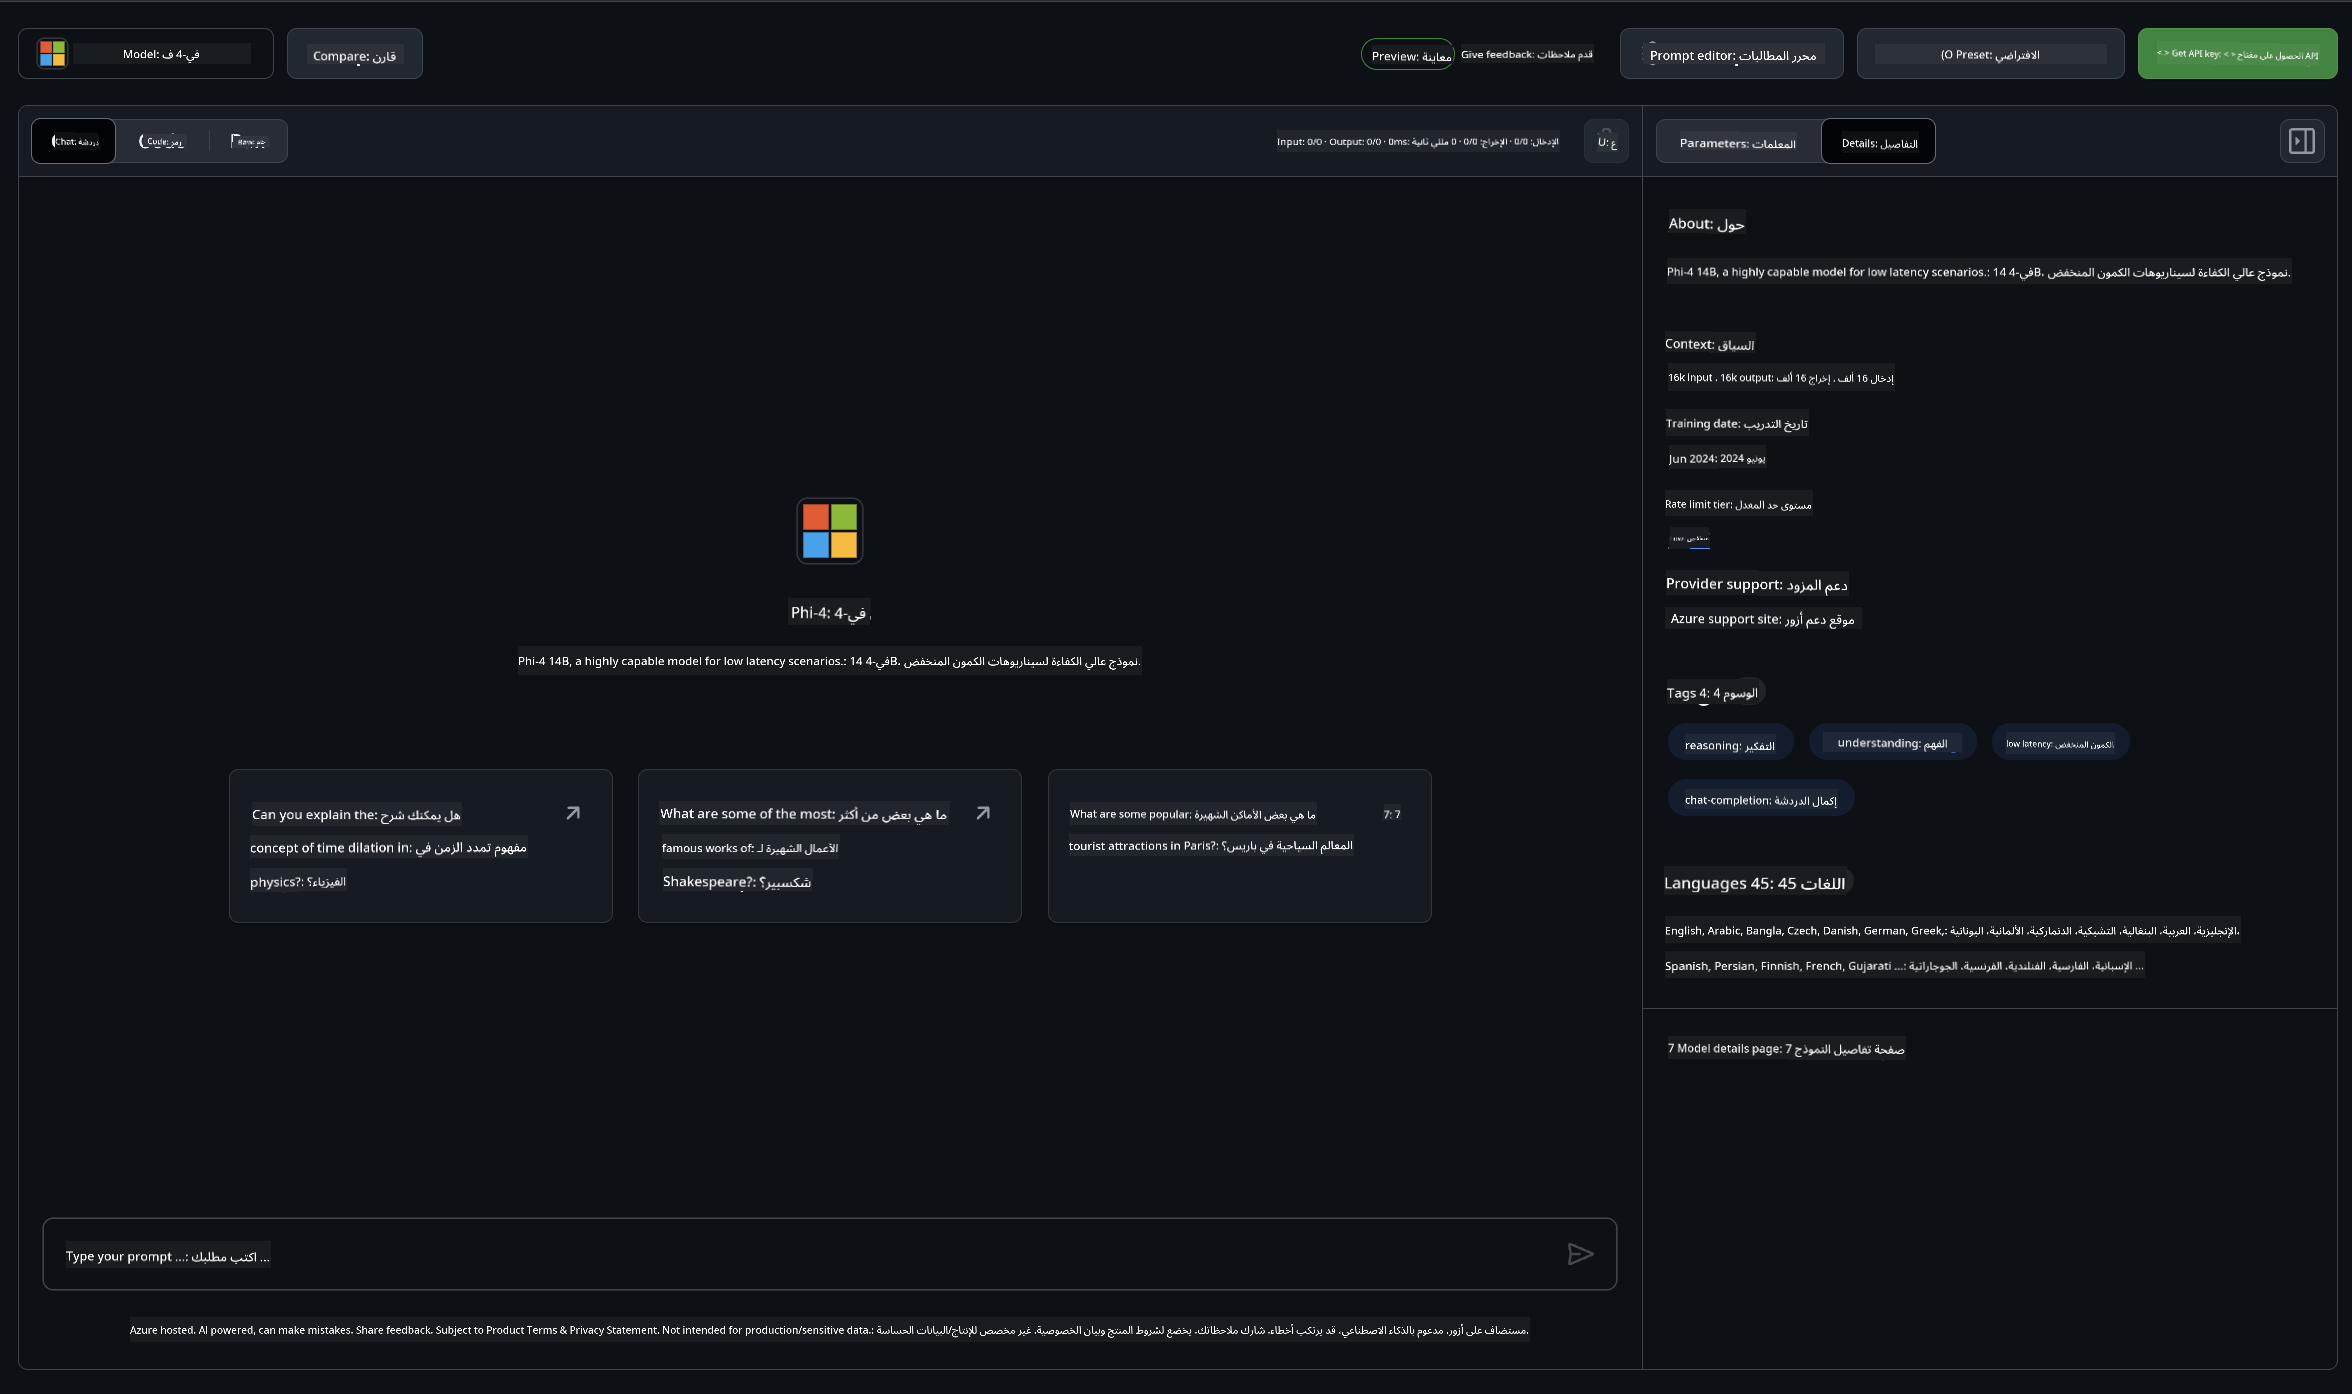 Model: في-4 ف
Compare: قارن
Preview: معاينة
Give feedback: قدم ملاحظات
Prompt editor: محرر المطالبات
(O Preset: الافتراضي
< > Get API key: < > الحصول على مفتاح API
Chat: دردشة
Code: رمز
Raw: خام
Input: 0/0 · Output: 0/0 · 0ms: الإدخال: 0/0 · الإخراج: 0/0 · 0 مللي ثانية
U: ع
Parameters: المعلمات
Details: التفاصيل
Phi-4: في-4
Phi-4 14B, a highly capable model for low latency scenarios.: في-4 14B، نموذج عالي الكفاءة لسيناريوهات الكمون المنخفض.
Can you explain the: هل يمكنك شرح
concept of time dilation in: مفهوم تمدد الزمن في
physics?: الفيزياء؟
What are some of the most: ما هي بعض من أكثر
famous works of: الأعمال الشهيرة لـ
Shakespeare?: شكسبير؟
What are some popular: ما هي بعض الأماكن الشهيرة
7: 7
tourist attractions in Paris?: المعالم السياحية في باريس؟
Type your prompt ...: اكتب مطلبك ...
Azure hosted. AI powered, can make mistakes. Share feedback. Subject to Product Terms & Privacy Statement. Not intended for production/sensitive data.: مستضاف على أزور. مدعوم بالذكاء الاصطناعي، قد يرتكب أخطاء. شارك ملاحظاتك. يخضع لشروط المنتج وبيان الخصوصية. غير مخصص للإنتاج/البيانات الحساسة.
About: حول
Phi-4 14B, a highly capable model for low latency scenarios.: في-4 14B، نموذج عالي الكفاءة لسيناريوهات الكمون المنخفض.
Context: السياق
16k input . 16k output: إدخال 16 ألف . إخراج 16 ألف
Training date: تاريخ التدريب
Jun 2024: يونيو 2024
Rate limit tier: مستوى حد المعدل
Low: منخفض
Provider support: دعم المزود
Azure support site: موقع دعم أزور
Tags 4: الوسوم 4
reasoning: التفكير
understanding: الفهم
low latency: الكمون المنخفض
chat-completion: إكمال الدردشة
Languages 45: اللغات 45
English, Arabic, Bangla, Czech, Danish, German, Greek,: الإنجليزية، العربية، البنغالية، التشيكية، الدنماركية، الألمانية، اليونانية،
Spanish, Persian, Finnish, French, Gujarati ...: الإسبانية، الفارسية، الفنلندية، الفرنسية، الجوجاراتية ...
7 Model details page: 7 صفحة تفاصيل النموذج